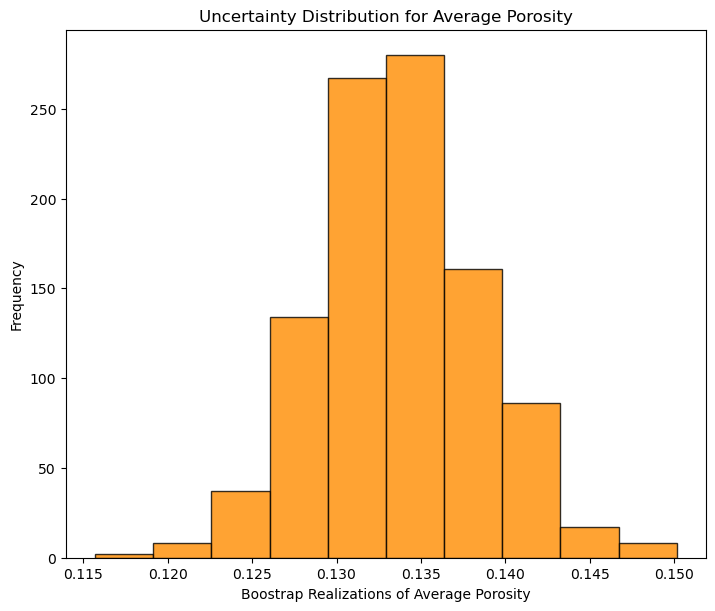 Uncertainty Distribution for Average Porosity
Frequency
250
200
150
100
50
0
0.115 0.120 0.125 0.130 0.135 0.140 0.145 0.150
Boostrap Realizations of Average Porosity